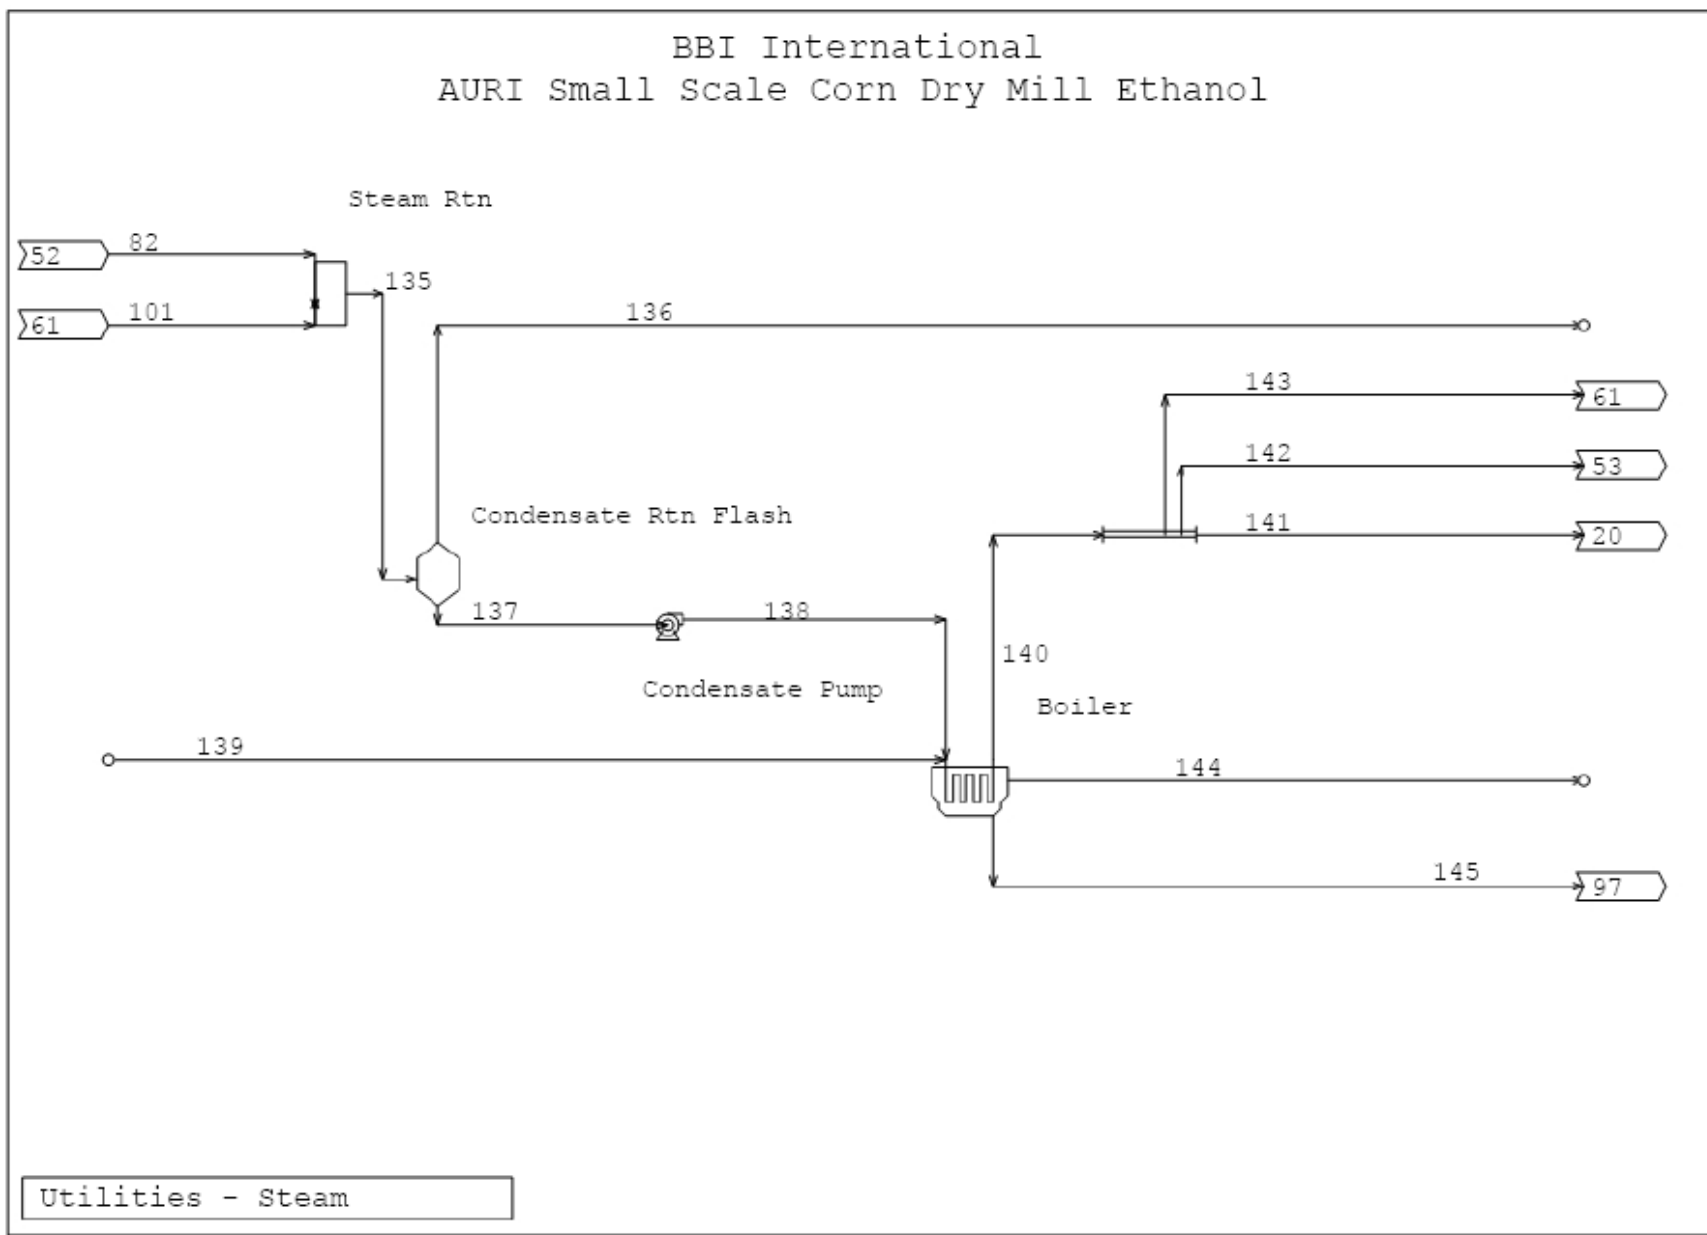 BBI International
AURI Small Scale Corn Dry Mill Ethanol
Steam Rtn
52
82
135
61
101
136
143
61
142
53
Condensate Rtn Flash
141
20
137
138
140
Condensate Pump
Boiler
139
144
145
97
Utilities - Steam